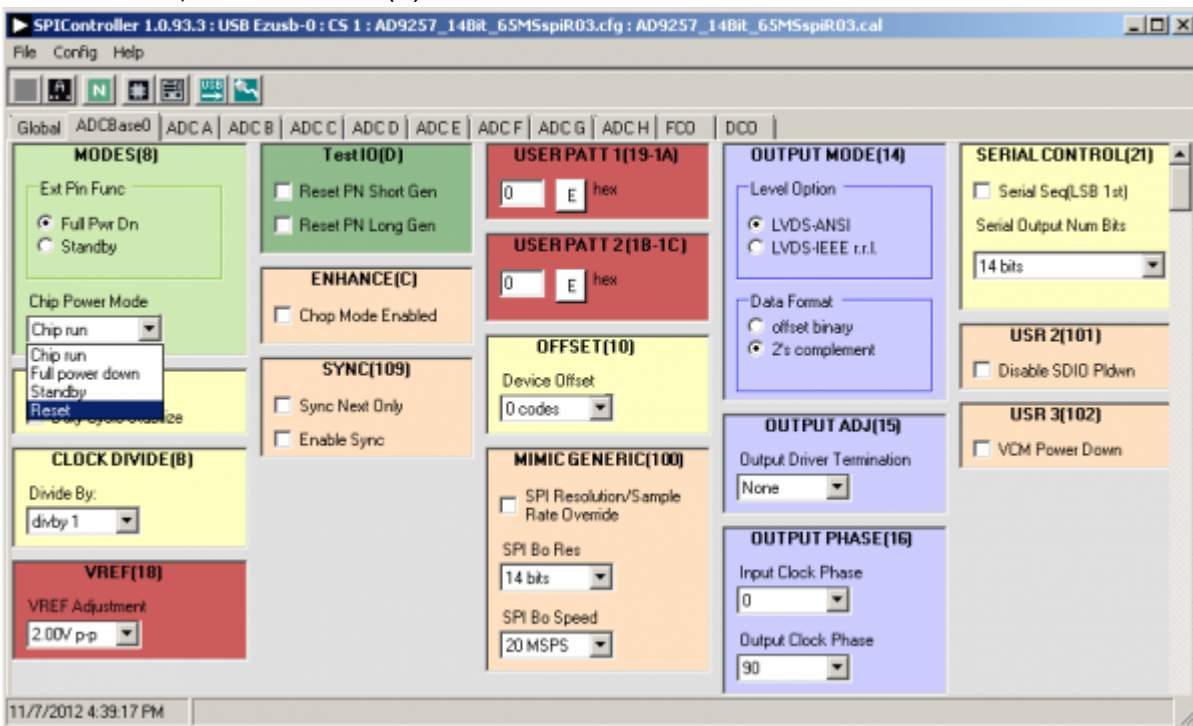 SPIController 1.0.93.3 : USB Ezusb-0 : CS 1 : AD9257_14Bit_65MSspiR03.cfg : AD9257_14Bit_65MSspiR03.cal
File Config Help
Global ADCBase0 ADC A ADC B ADC C ADC D ADC E ADC F ADC G ADC H FCO DCO
MODES(8)
Ext Pin Func
Full Pwr Dn
Standby
Chip Power Mode
Chip run
Chip run
Full power down
Standby
Reset
CLOCK DIVIDE(B)
Divide By:
divby 1
VREF(18)
VREF Adjustment
2.00V p-p
Test IO(D)
Reset PN Short Gen
Reset PN Long Gen
ENHANCE(C)
Chop Mode Enabled
SYNC(109)
Sync Next Only
Enable Sync
USER PATT 1(19-1A)
0 E hex
USER PATT 2(1B-1C)
0 E hex
OFFSET(10)
Device Offset
0 codes
MIMIC GENERIC(100)
SPI Resolution/Sample
Rate Override
SPI Bo Res
14 bits
SPI Bo Speed
20 MSPS
OUTPUT MODE(14)
Level Option
LVDS-ANSI
LVDS-IEEE r.r.l.
Data Format
offset binary
2's complement
OUTPUT ADJ(15)
Output Driver Termination
None
OUTPUT PHASE(16)
Input Clock Phase
0
Output Clock Phase
90
SERIAL CONTROL(21)
Serial Seq(LSB 1st)
Serial Output Num Bits
14 bits
USR 2(101)
Disable SDIO Pldwn
USR 3(102)
VCM Power Down
11/7/2012 4:39:17 PM